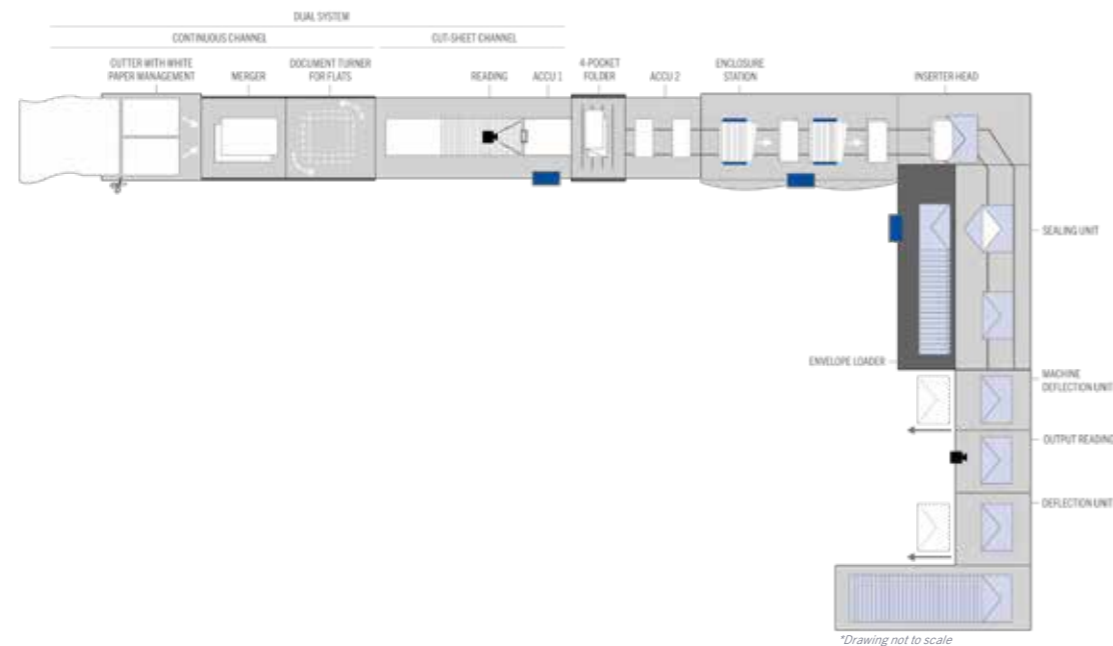 DUAL SYSTEM
CONTINUOUS CHANNEL
CUT-SHEET CHANNEL
CUTTER WITH WHITE
PAPER MANAGEMENT
MERGER
DOCUMENT TURNER
FOR FLATS
READING
ACCU 1
4-POCKET
FOLDER
ACCU 2
ENCLOSURE
STATION
INSERTER HEAD
SEALING UNIT
ENVELOPE LOADER
MACHINE
DEFLECTION UNIT
OUTPUT READING
DEFLECTION UNIT
*Drawing not to scale